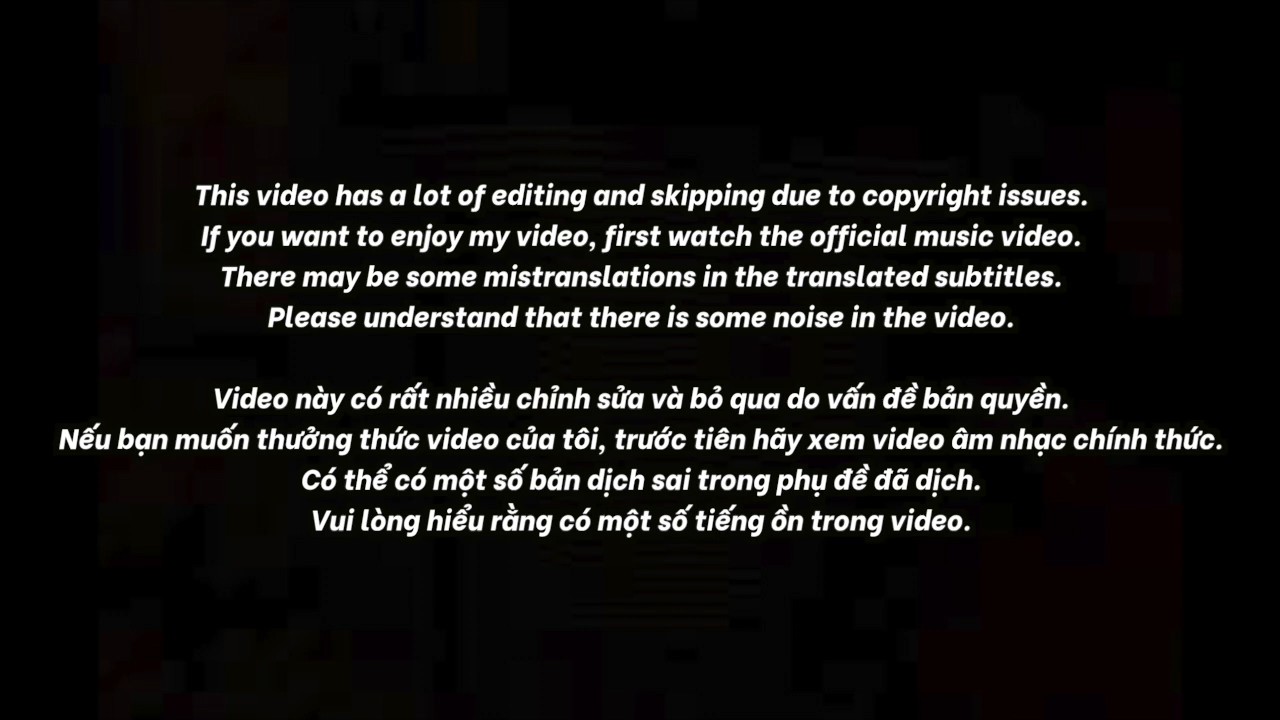 This video has a lot of editing and skipping due to copyright issues.
If you want to enjoy my video, first watch the official music video.
There may be some mistranslations in the translated subtitles.
Please understand that there is some noise in the video.
Video này có rất nhiều chỉnh sửa và bỏ qua do vấn đề bản quyền.
Nếu bạn muốn thưởng thức video của tôi, trước tiên hãy xem video âm nhạc chính thức.
Có thể có một số bản dịch sai trong phụ đề đã dịch.
Vui lòng hiểu rằng có một số tiếng ồn trong video.